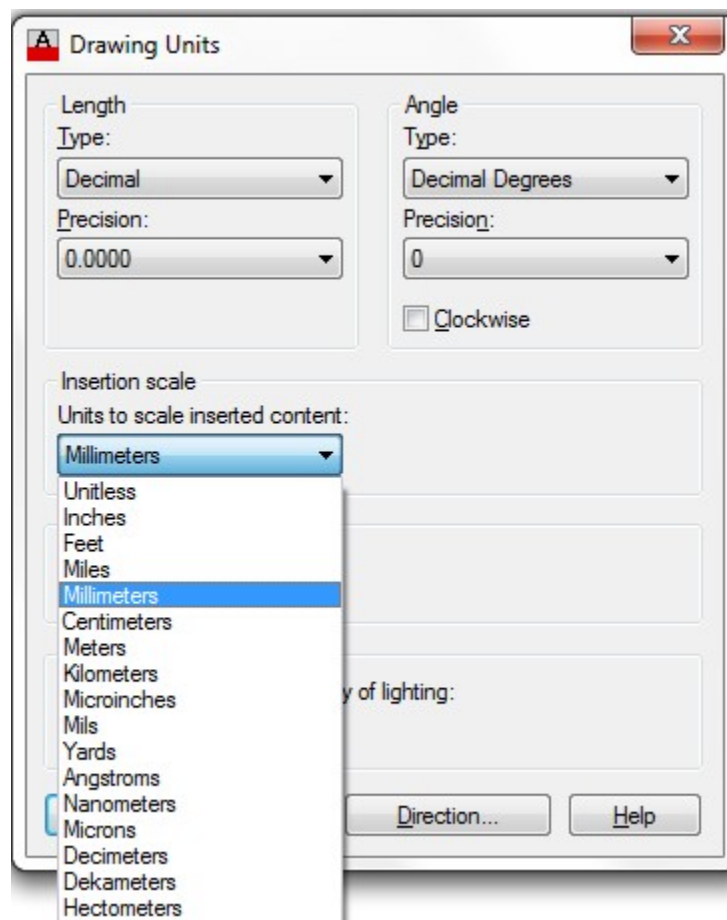 Drawing Units
Length
Type:
Decimal
Precision:
0.0000
Angle
Type:
Decimal Degrees
Precision:
0
Clockwise
Insertion scale
Units to scale inserted content:
Millimeters
Unitless
Inches
Feet
Miles
Millimeters
Centimeters
Meters
Kilometers
Microinches
Mils
Yards
Angstroms
Nanometers
Microns
Decimeters
Dekameters
Hectometers
of lighting:
Direction...
Help